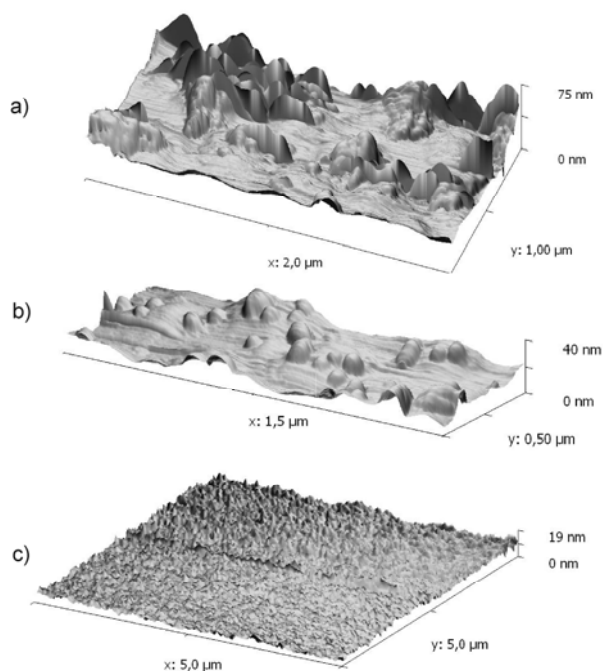 a)
75 nm
0 nm
x: 2,0 µm
y: 1,00 µm
b)
40 nm
0 nm
x: 1,5 µm
y: 0,50 µm
c)
19 nm
0 nm
x: 5,0 µm
y: 5,0 µm